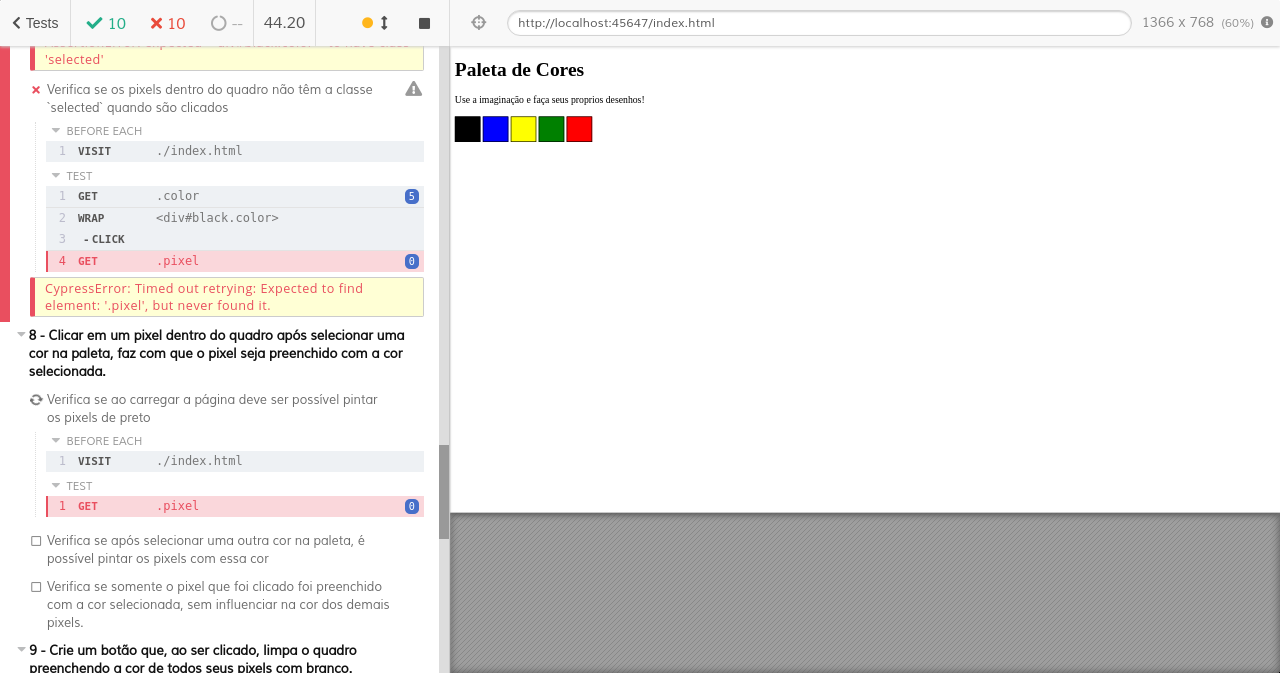 Tests
10
10
--
44.20
http://localhost:45647/index.html
1366 x 768 (60%)
'selected'
Verifica se os pixels dentro do quadro não têm a classe
`selected` quando são clicados
BEFORE EACH
1 VISIT ./index.html
TEST
1 GET .color 5
2 WRAP <div#black.color>
3 - CLICK
4 GET .pixel 0
CypressError: Timed out retrying: Expected to find
element: '.pixel', but never found it.
8 - Clicar em um pixel dentro do quadro após selecionar uma
cor na paleta, faz com que o pixel seja preenchido com a cor
selecionada.
Verifica se ao carregar a página deve ser possível pintar
os pixels de preto
BEFORE EACH
1 VISIT ./index.html
TEST
1 GET .pixel 0
Verifica se após selecionar uma outra cor na paleta, é
possível pintar os pixels com essa cor
Verifica se somente o pixel que foi clicado foi preenchido
com a cor selecionada, sem influenciar na cor dos demais
pixels.
9 - Crie um botão que, ao ser clicado, limpa o quadro
preenchendo a cor de todos seus pixels com branco.
Paleta de Cores
Use a imaginação e faça seus proprios desenhos!